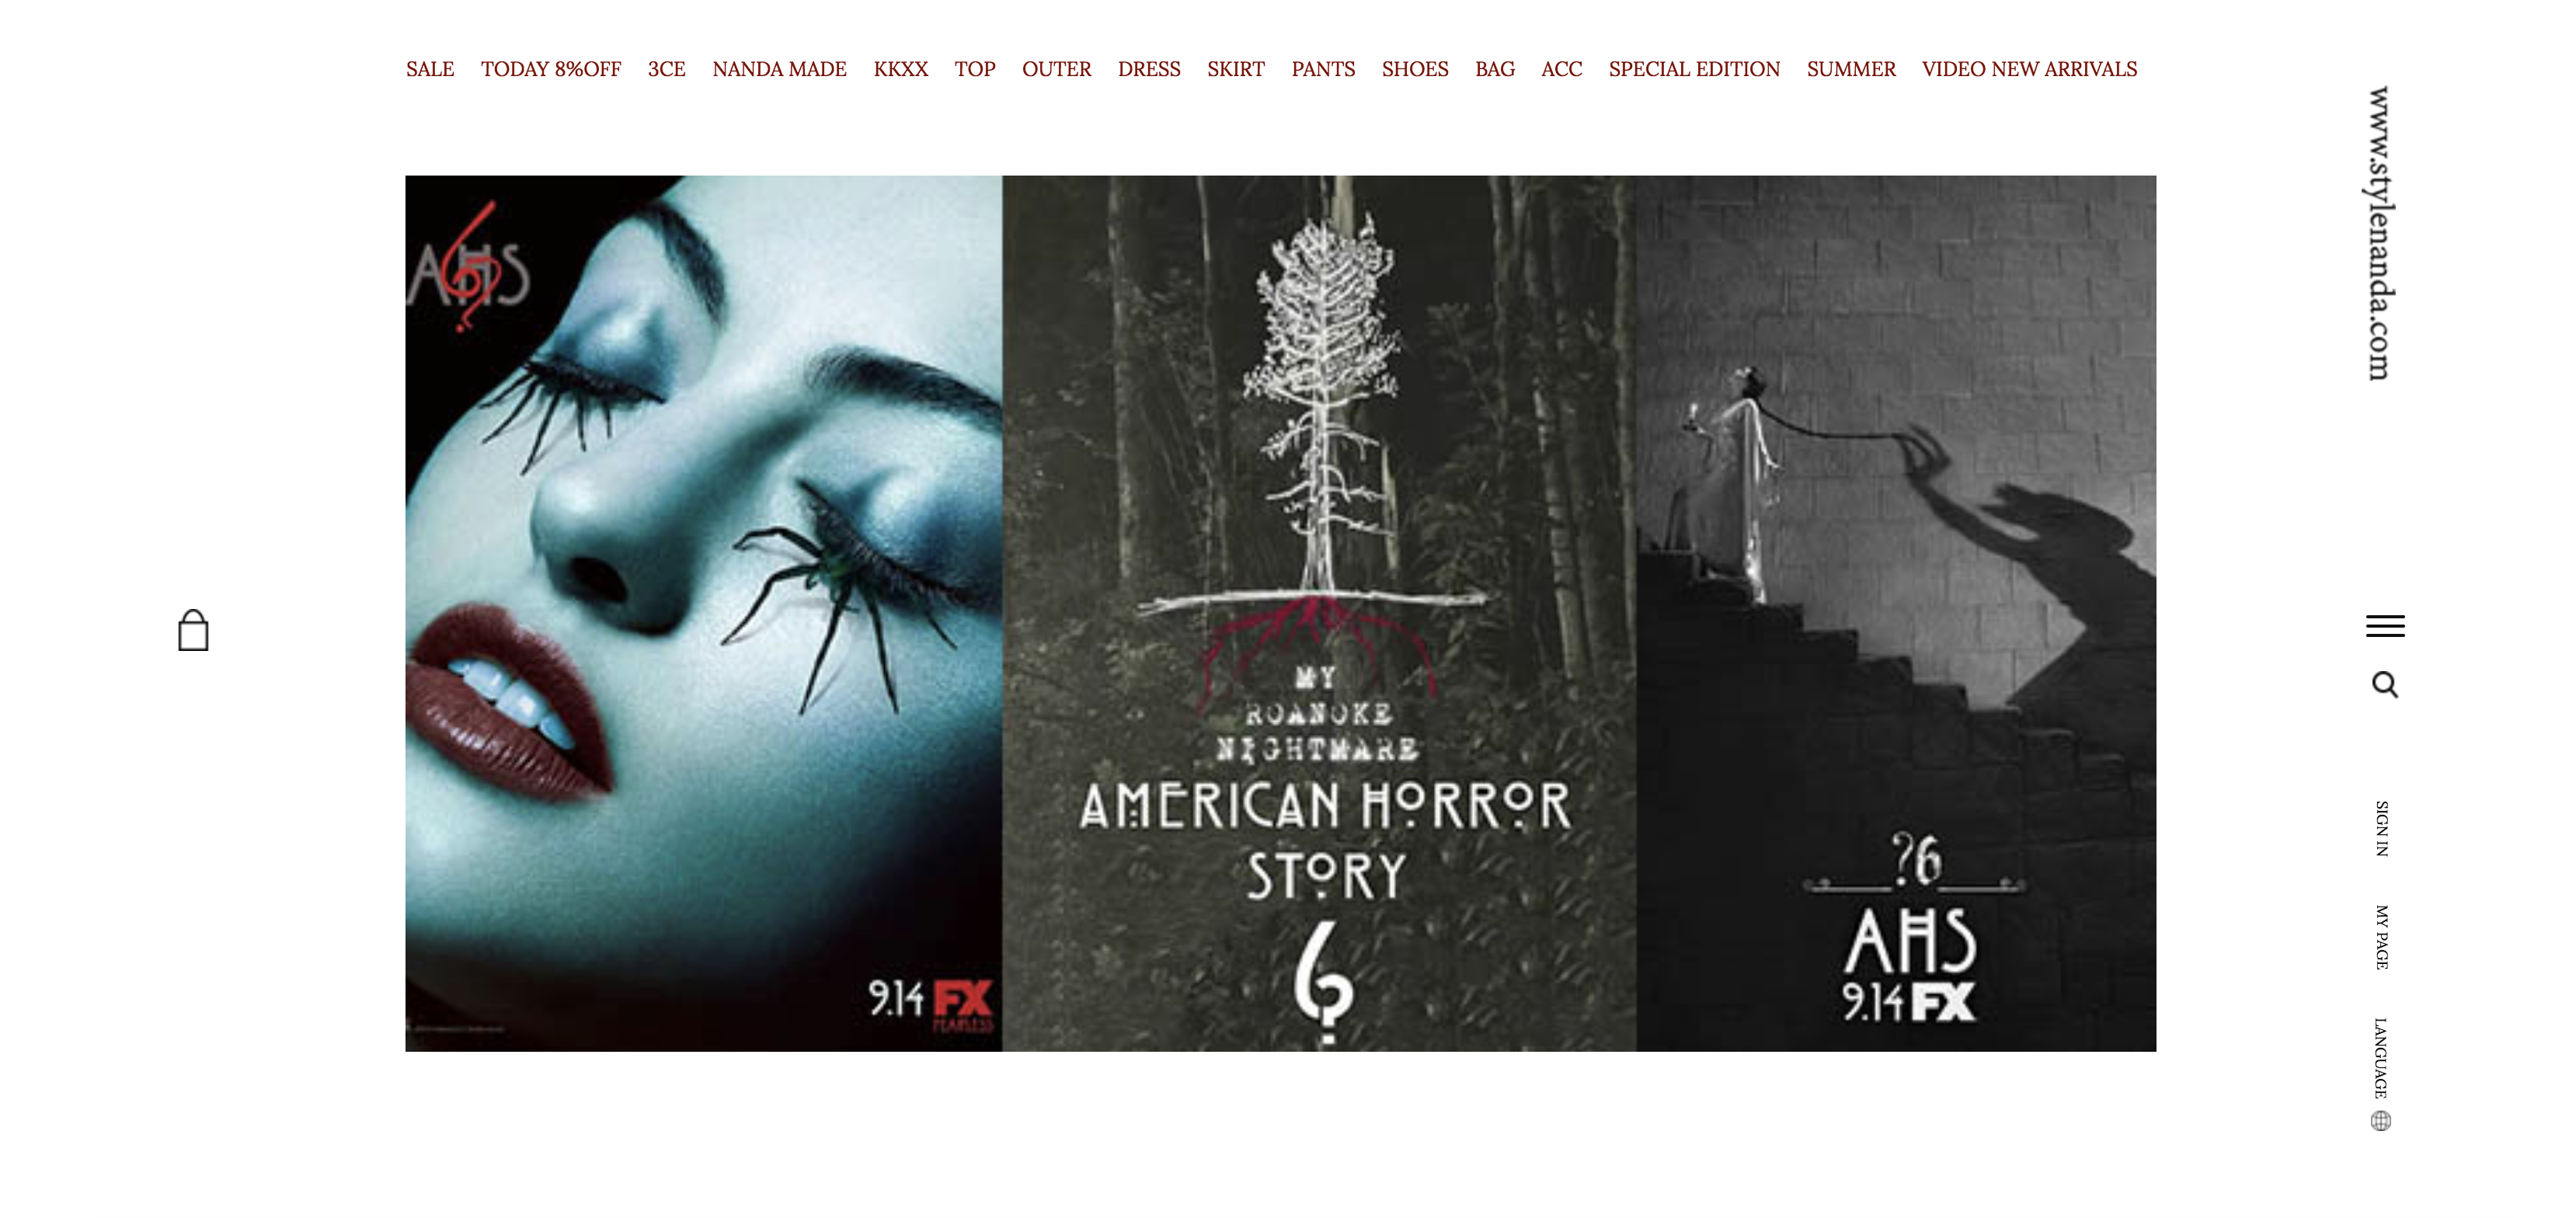 SALE TODAY 8%OFF 3CE NANDA MADE KKXX TOP OUTER DRESS SKIRT PANTS SHOES BAG ACC SPECIAL EDITION SUMMER VIDEO NEW ARRIVALS
www.stylenanda.com
AHS
6
9.14 FX
FEARLESS
MY
ROANOKE
NIGHTMARE
AMERICAN HORROR
STORY
6
?6
AHS
9.14 FX
SIGN IN
MY PAGE
LANGUAGE